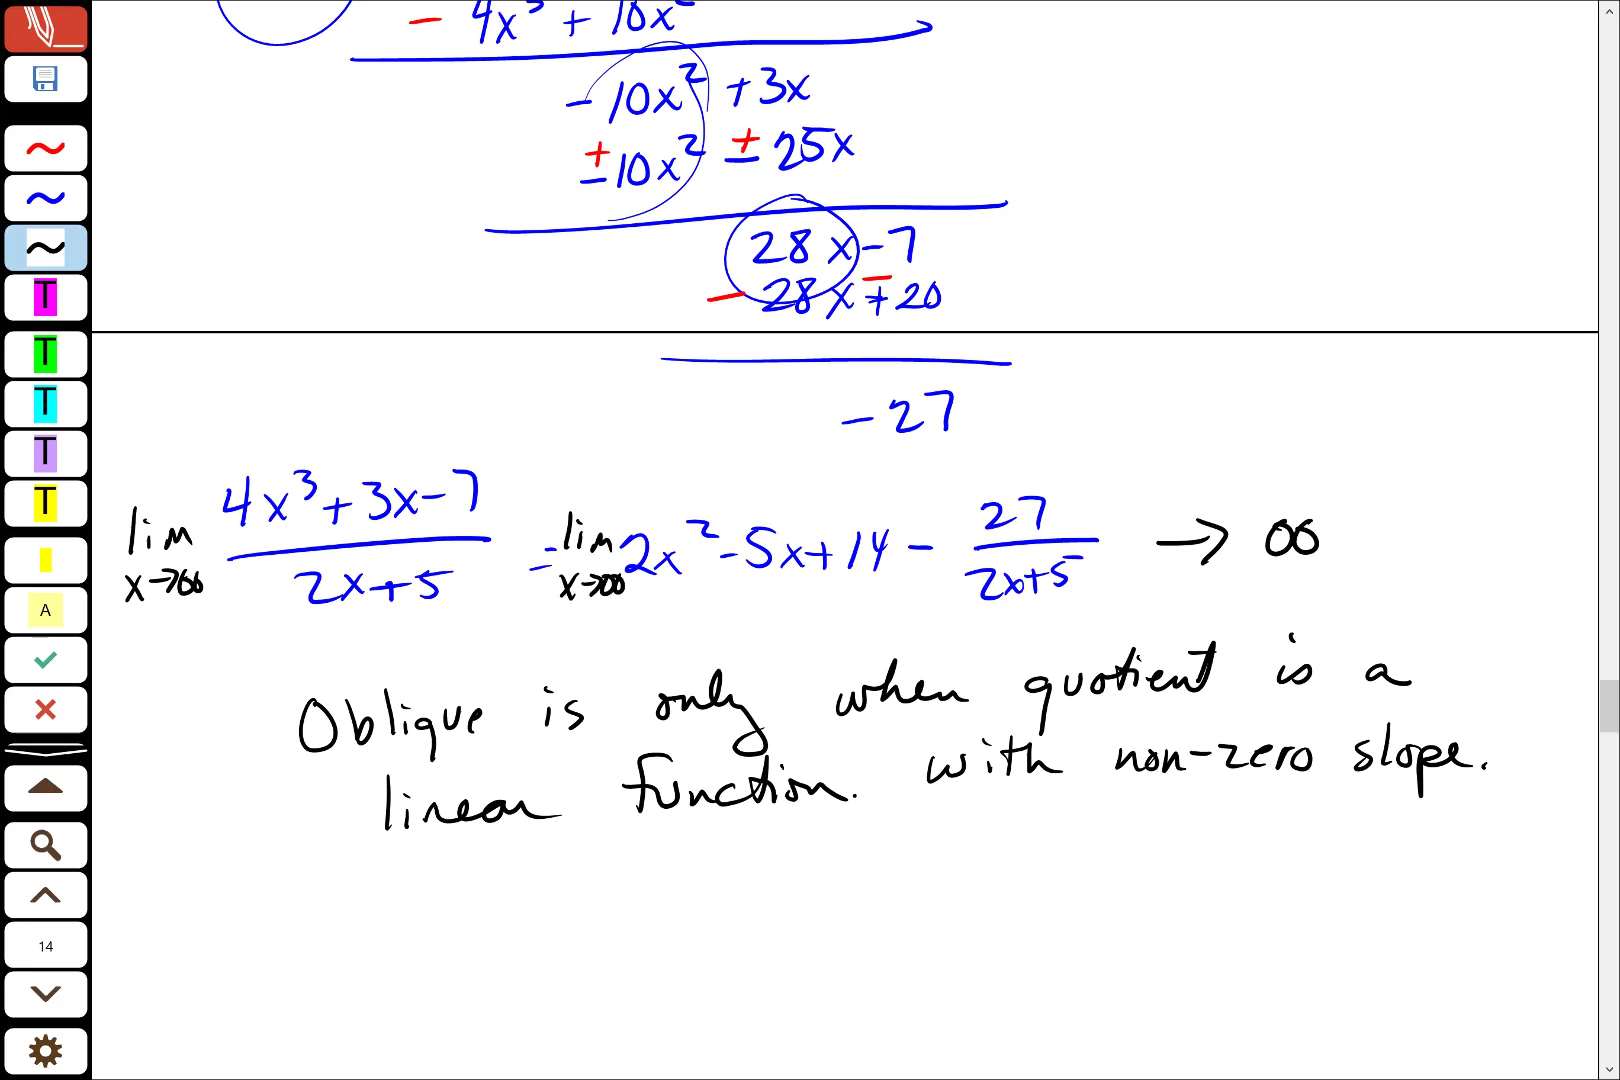 − 4x³ + 10x²
−10x² +3x
±10x² ±25x
28x−7
− 28x+20
−27
lim x→∞ (4x³+3x−7)/(2x+5) = lim x→∞ 2x²−5x+14 − 27/(2x+5) → ∞
Oblique is only when quotient is a
linear function. with non-zero slope.
T
T
T
T
T
A
14